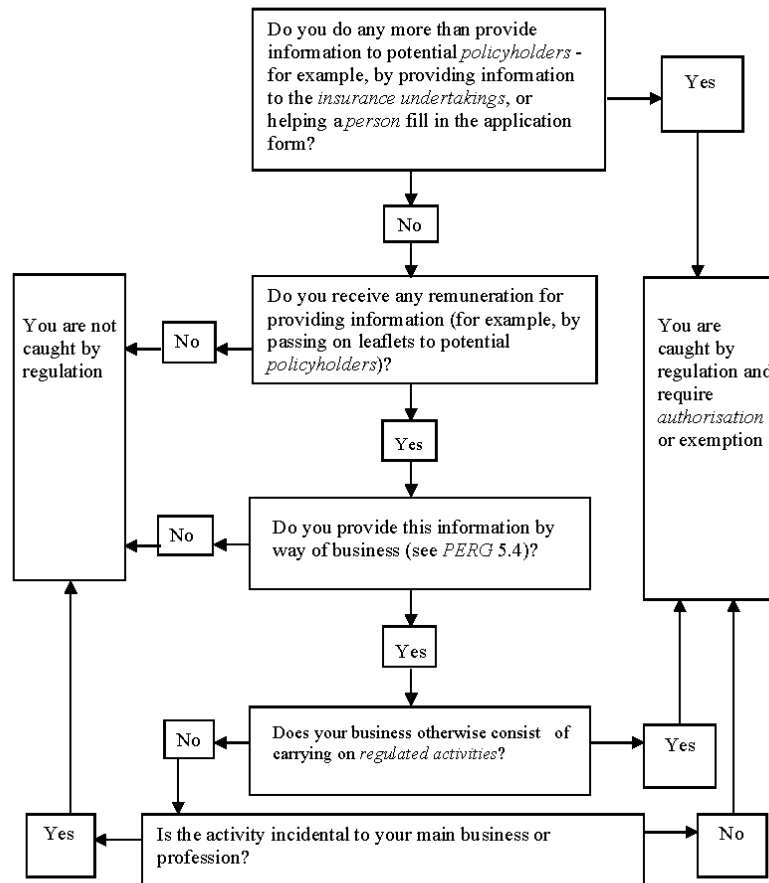 Do you do any more than provide
information to potential policyholders -
for example, by providing information
to the insurance undertakings, or
helping a person fill in the application
form?
Yes
No
You are not
caught by
regulation
No
Do you receive any remuneration for
providing information (for example, by
passing on leaflets to potential
policyholders)?
You are
caught by
regulation and
require
authorisation
or exemption
Yes
No
Do you provide this information by
way of business (see PERG 5.4)?
Yes
No
Does your business otherwise consist of
carrying on regulated activities?
Yes
Yes
Is the activity incidental to your main business or
profession?
No